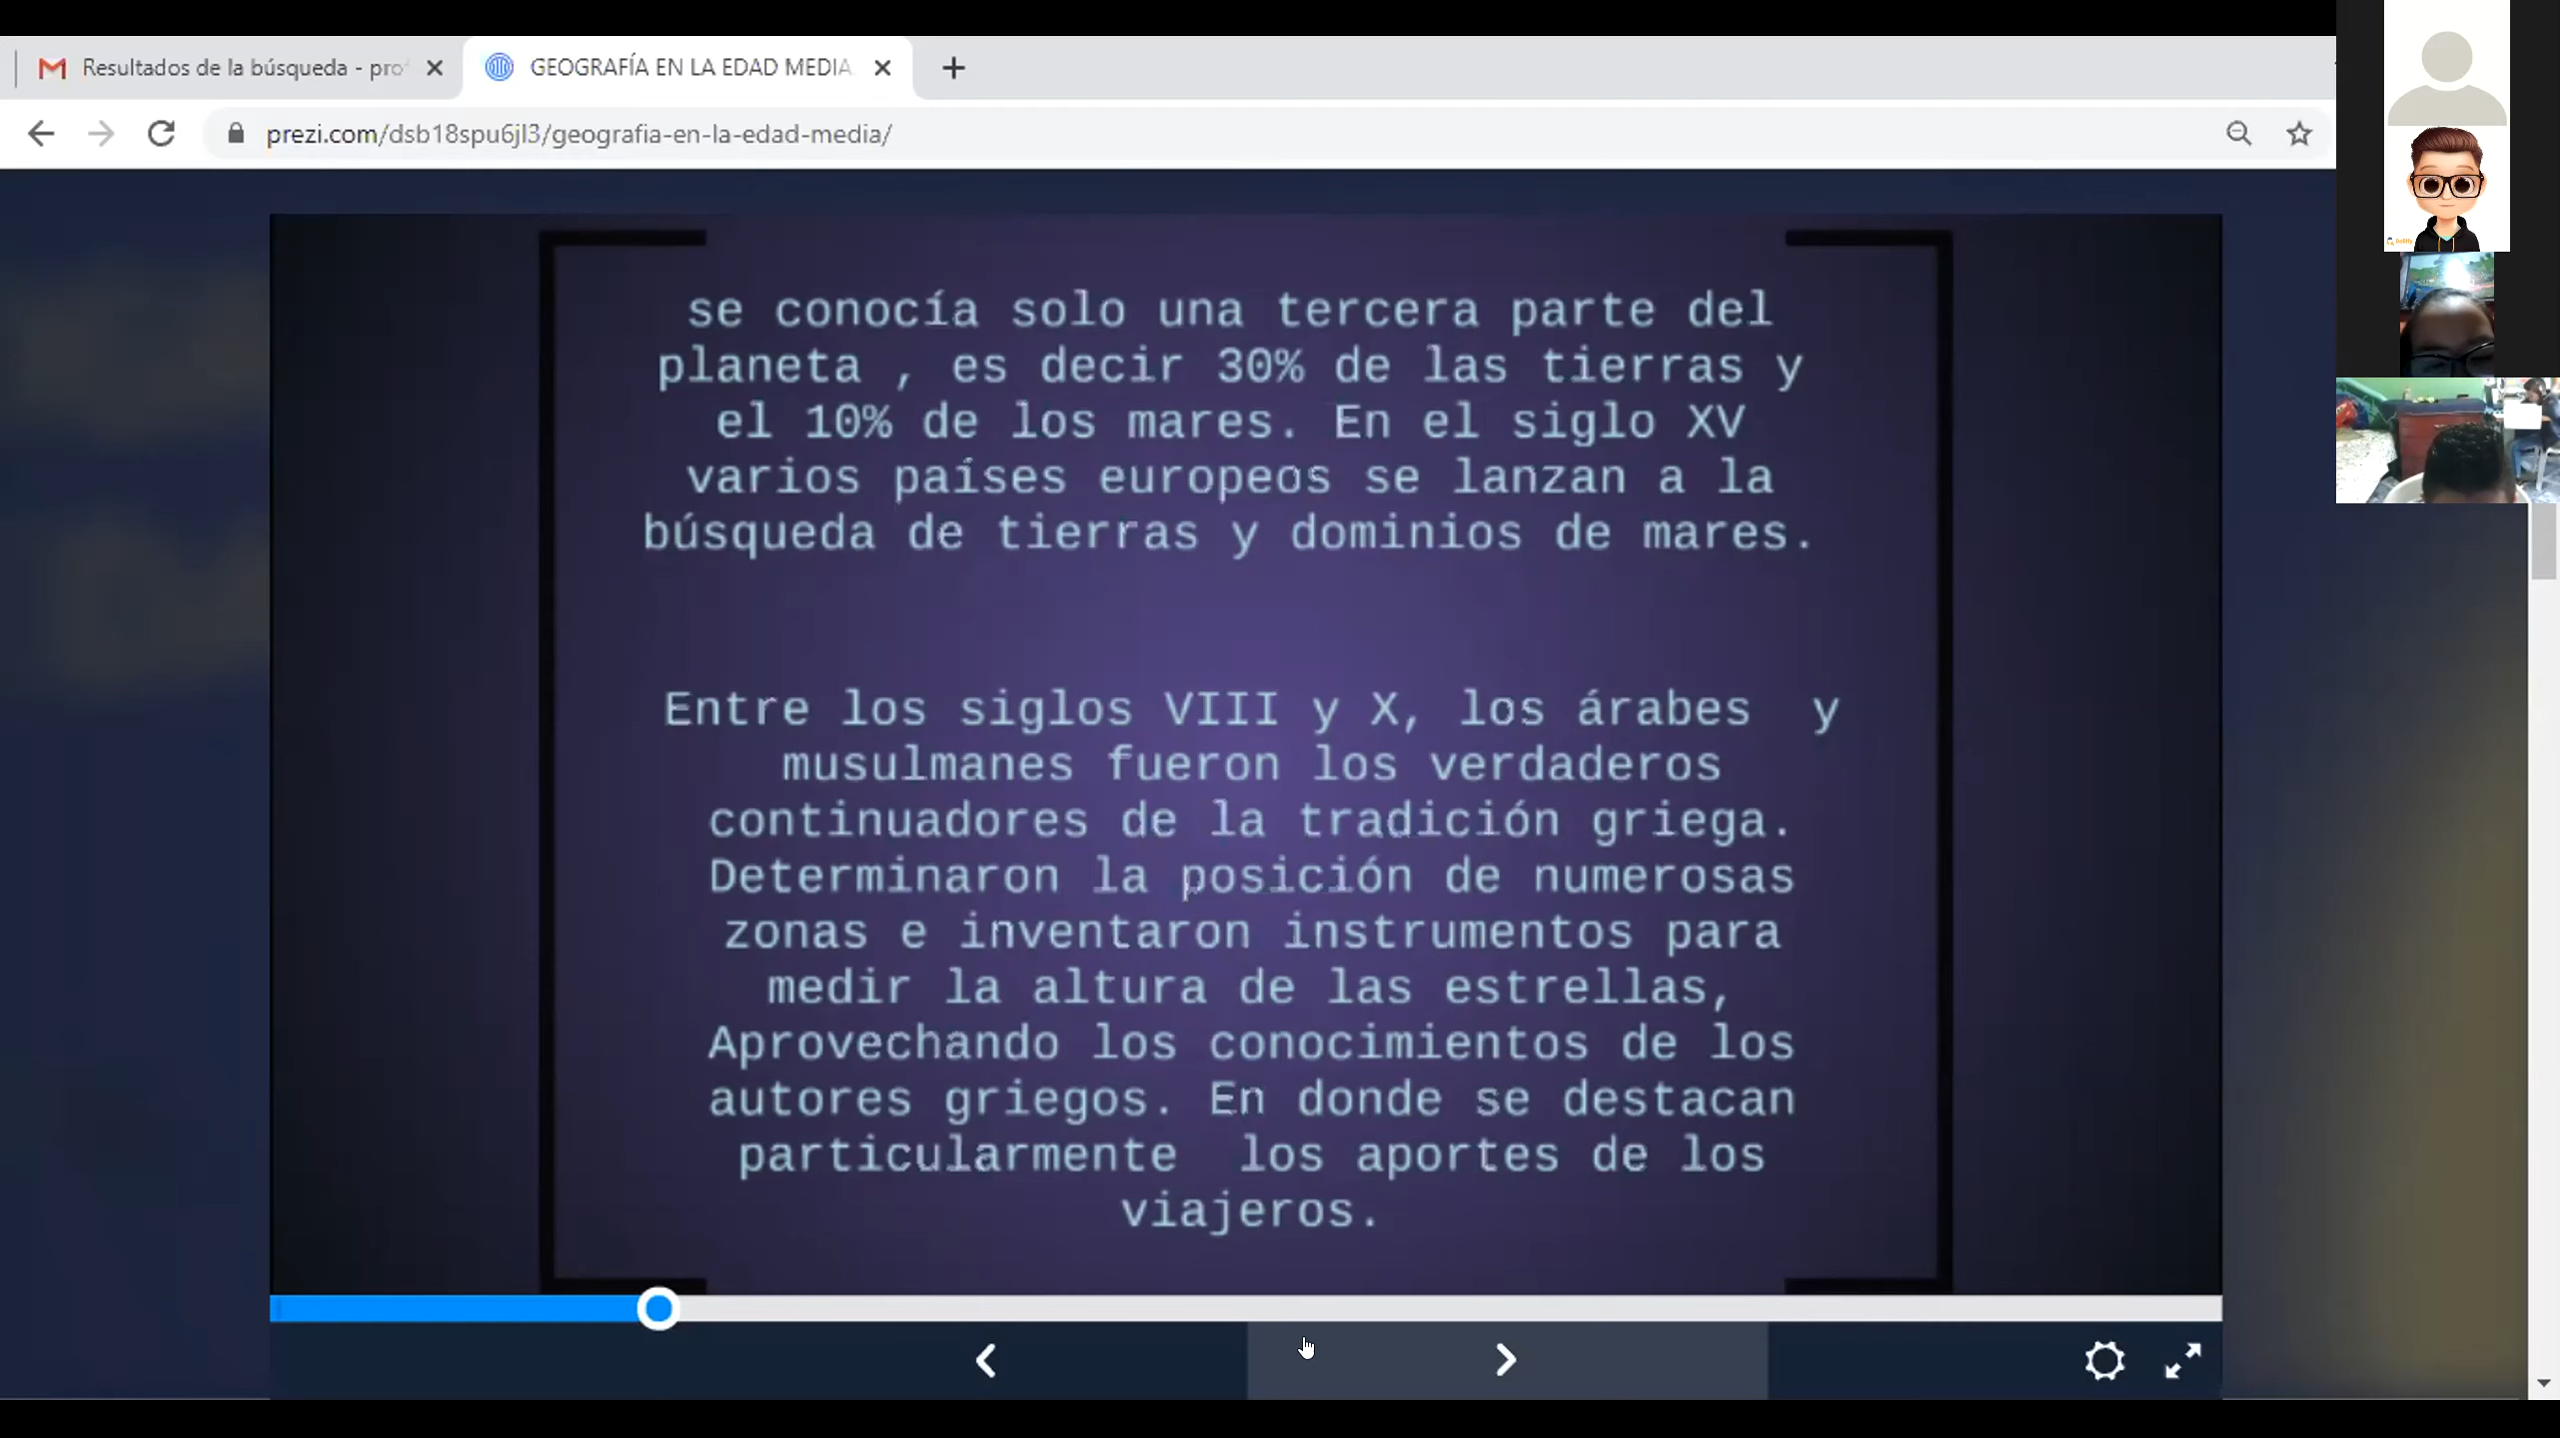 Resultados de la búsqueda - pro
GEOGRAFÍA EN LA EDAD MEDIA
prezi.com/dsb18spu6jl3/geografia-en-la-edad-media/
se conocía solo una tercera parte del
planeta , es decir 30% de las tierras y
el 10% de los mares. En el siglo XV
varios países europeos se lanzan a la
búsqueda de tierras y dominios de mares.
Entre los siglos VIII y X, los árabes  y
musulmanes fueron los verdaderos
continuadores de la tradición griega.
Determinaron la posición de numerosas
zonas e inventaron instrumentos para
medir la altura de las estrellas,
Aprovechando los conocimientos de los
autores griegos. En donde se destacan
particularmente  los aportes de los
viajeros.